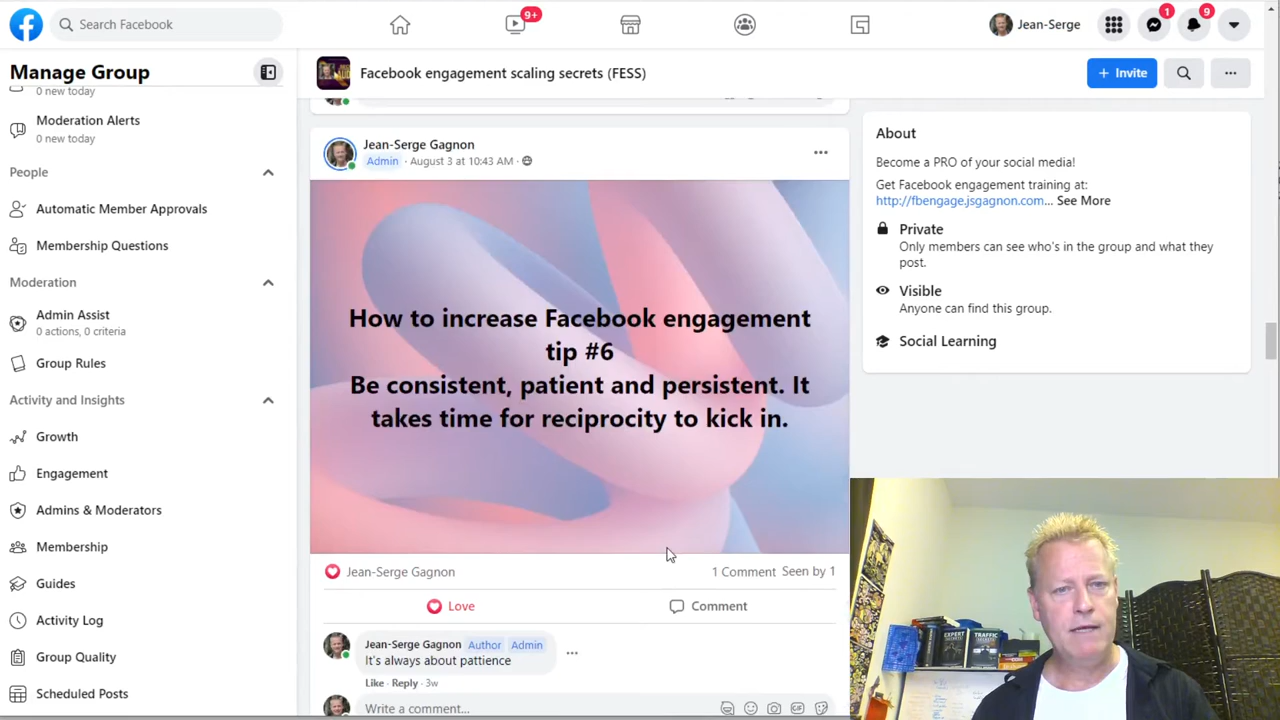 Search Facebook
9+
Jean-Serge
1
9
Manage Group
0 new today
Moderation Alerts
0 new today
People
Automatic Member Approvals
Membership Questions
Moderation
Admin Assist
0 actions, 0 criteria
Group Rules
Activity and Insights
Growth
Engagement
Admins & Moderators
Membership
Guides
Activity Log
Group Quality
Scheduled Posts
Facebook engagement scaling secrets (FESS)
+ Invite
Jean-Serge Gagnon
Admin · August 3 at 10:43 AM ·
How to increase Facebook engagement
tip #6
Be consistent, patient and persistent. It
takes time for reciprocity to kick in.
Jean-Serge Gagnon
1 Comment Seen by 1
Love
Comment
Jean-Serge Gagnon Author Admin
It's always about pattience
Like · Reply · 3w
Write a comment...
GIF
About
Become a PRO of your social media!
Get Facebook engagement training at:
http://fbengage.jsgagnon.com... See More
Private
Only members can see who's in the group and what they
post.
Visible
Anyone can find this group.
Social Learning
EXPERT
TRAFFIC